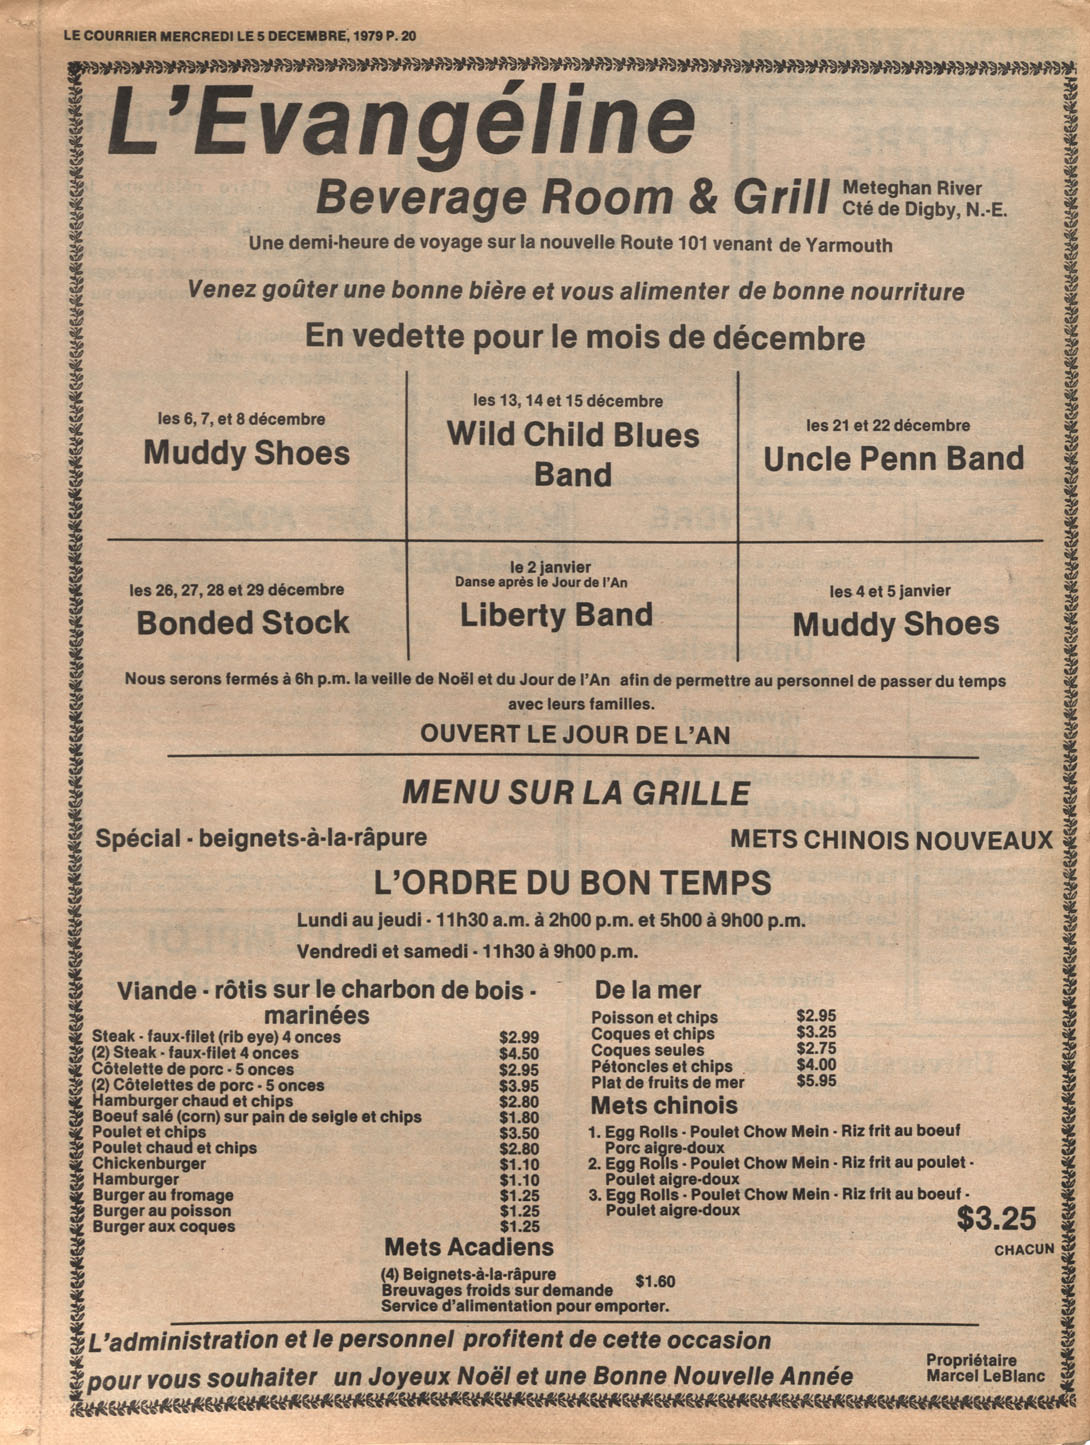 LE COURRIER MERCREDI LE 5 DECEMBRE, 1979 P. 20
L'Evangéline
Beverage Room & Grill
Meteghan River
Cté de Digby, N.-E.
Une demi-heure de voyage sur la nouvelle Route 101 venant de Yarmouth
Venez goûter une bonne bière et vous alimenter de bonne nourriture
En vedette pour le mois de décembre
les 6, 7, et 8 décembre
Muddy Shoes
les 13, 14 et 15 décembre
Wild Child Blues
Band
les 21 et 22 décembre
Uncle Penn Band
les 26, 27, 28 et 29 décembre
Bonded Stock
le 2 janvier
Danse après le Jour de l'An
Liberty Band
les 4 et 5 janvier
Muddy Shoes
Nous serons fermés à 6h p.m. la veille de Noël et du Jour de l'An afin de permettre au personnel de passer du temps
avec leurs familles.
OUVERT LE JOUR DE L'AN
MENU SUR LA GRILLE
Spécial - beignets-à-la-râpure
METS CHINOIS NOUVEAUX
L'ORDRE DU BON TEMPS
Lundi au jeudi - 11h30 a.m. à 2h00 p.m. et 5h00 à 9h00 p.m.
Vendredi et samedi - 11h30 à 9h00 p.m.
Viande - rôtis sur le charbon de bois -
marinées
Steak - faux-filet (rib eye) 4 onces $2.99
(2) Steak - faux-filet 4 onces $4.50
Côtelette de porc - 5 onces $2.95
(2) Côtelettes de porc - 5 onces $3.95
Hamburger chaud et chips $2.80
Boeuf salé (corn) sur pain de seigle et chips $1.80
Poulet et chips $3.50
Poulet chaud et chips $2.80
Chickenburger $1.10
Hamburger $1.10
Burger au fromage $1.25
Burger au poisson $1.25
Burger aux coques $1.25
De la mer
Poisson et chips $2.95
Coques et chips $3.25
Coques seules $2.75
Pétoncles et chips $4.00
Plat de fruits de mer $5.95
Mets chinois
1. Egg Rolls - Poulet Chow Mein - Riz frit au boeuf
Porc aigre-doux
2. Egg Rolls - Poulet Chow Mein - Riz frit au poulet -
Poulet aigre-doux
3. Egg Rolls - Poulet Chow Mein - Riz frit au boeuf -
Poulet aigre-doux
$3.25
CHACUN
Mets Acadiens
(4) Beignets-à-la-râpure $1.60
Breuvages froids sur demande
Service d'alimentation pour emporter.
L'administration et le personnel profitent de cette occasion
pour vous souhaiter un Joyeux Noël et une Bonne Nouvelle Année
Propriétaire
Marcel LeBlanc